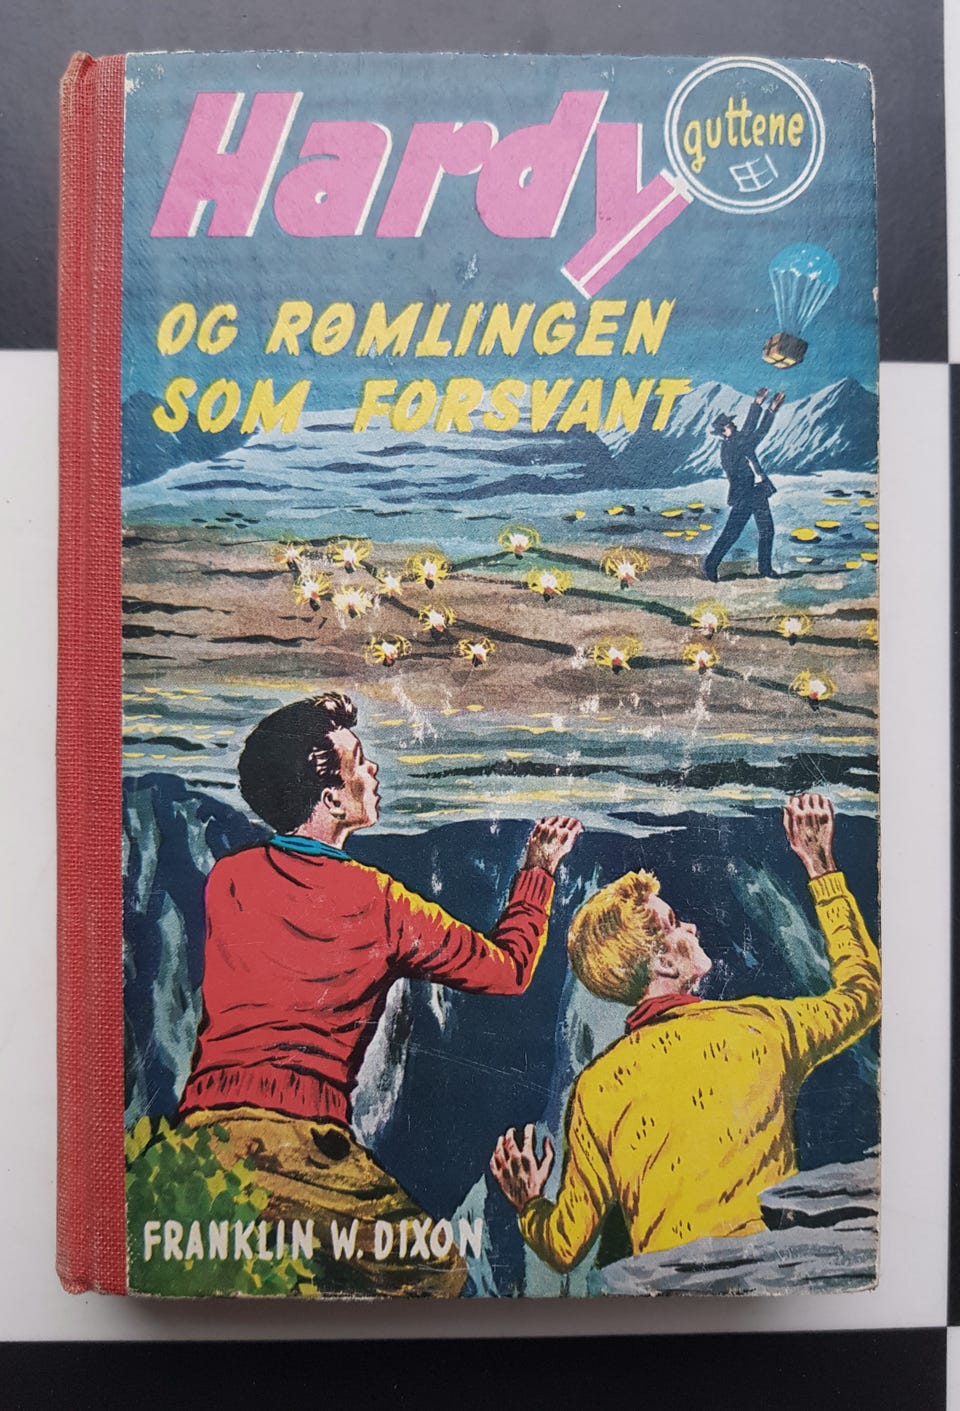 Hardy
guttene
OG RØMLINGEN
SOM FORSVANT
FRANKLIN W. DIXON